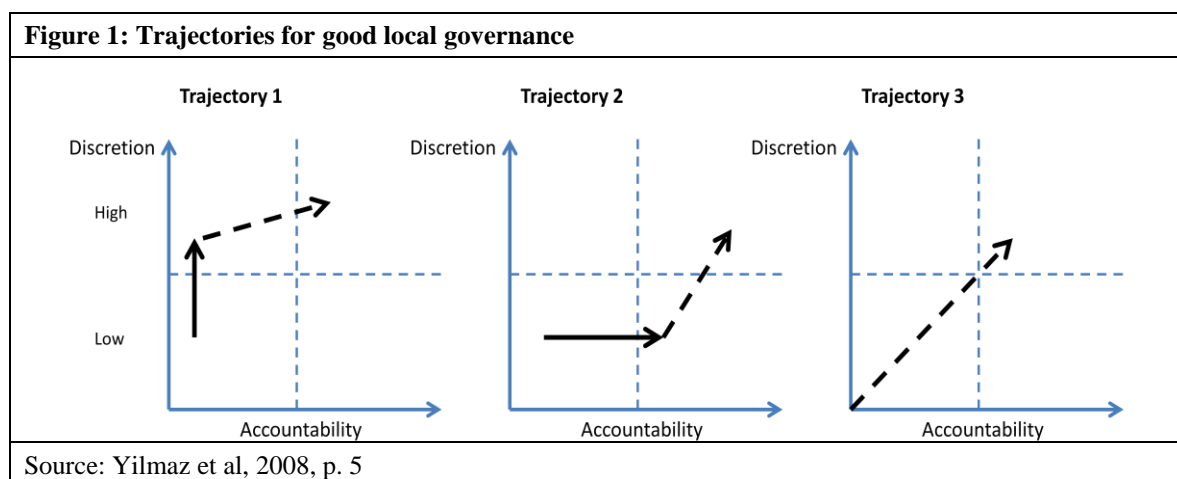 Figure 1: Trajectories for good local governance
Trajectory 1 Trajectory 2 Trajectory 3
Discretion Discretion Discretion
High
Low
Accountability Accountability Accountability
Source: Yilmaz et al, 2008, p. 5